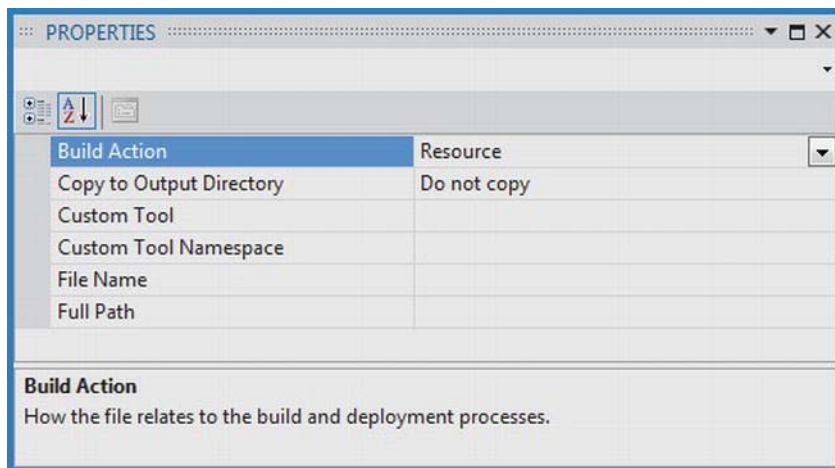 PROPERTIES
A
Z
Build Action Resource
Copy to Output Directory Do not copy
Custom Tool
Custom Tool Namespace
File Name
Full Path
Build Action
How the file relates to the build and deployment processes.